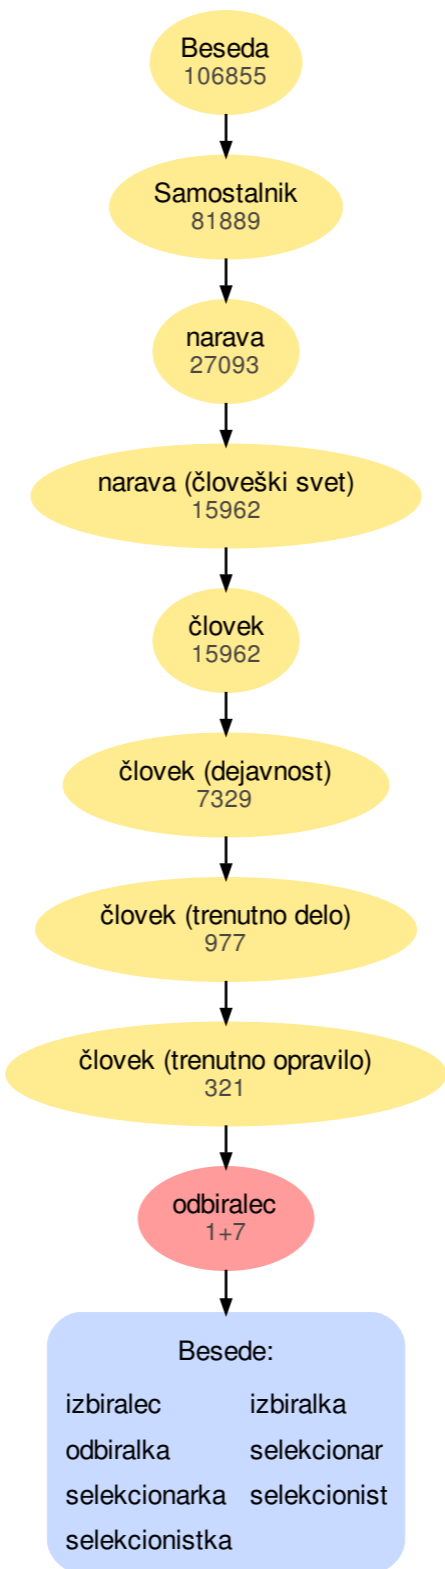 Beseda
106855
Samostalnik
81889
narava
27093
narava (človeški svet)
15962
človek
15962
človek (dejavnost)
7329
človek (trenutno delo)
977
človek (trenutno opravilo)
321
odbiralec
1+7
Besede:
izbiralec izbiralka
odbiralka selekcionar
selekcionarka selekcionist
selekcionistka